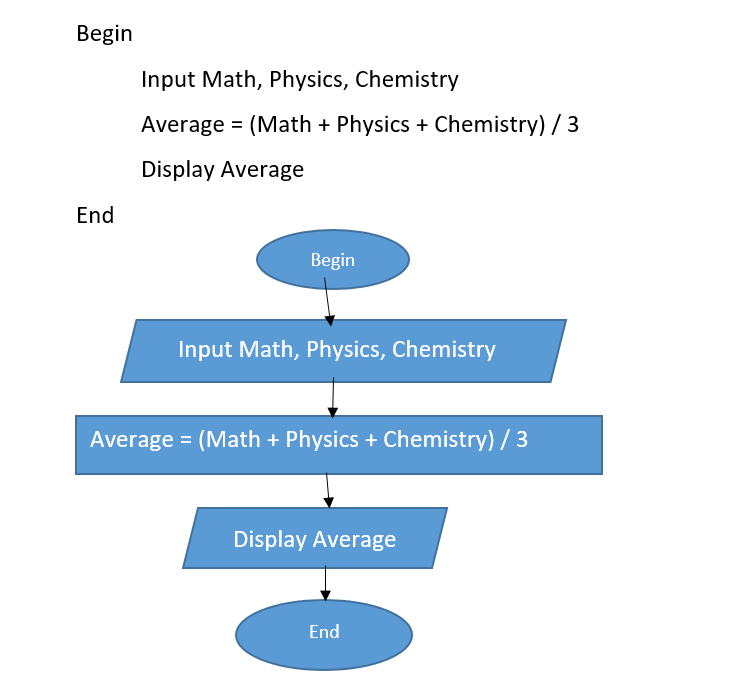 Begin
Input Math, Physics, Chemistry
Average = (Math + Physics + Chemistry) / 3
Display Average
End
Begin
Input Math, Physics, Chemistry
Average = (Math + Physics + Chemistry) / 3
Display Average
End